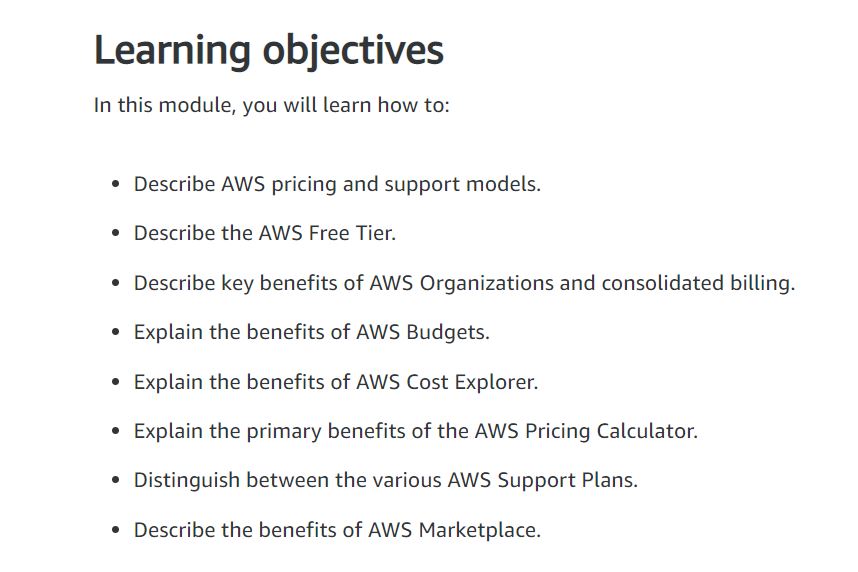 Learning objectives
In this module, you will learn how to:
• Describe AWS pricing and support models.
• Describe the AWS Free Tier.
• Describe key benefits of AWS Organizations and consolidated billing.
• Explain the benefits of AWS Budgets.
• Explain the benefits of AWS Cost Explorer.
• Explain the primary benefits of the AWS Pricing Calculator.
• Distinguish between the various AWS Support Plans.
• Describe the benefits of AWS Marketplace.